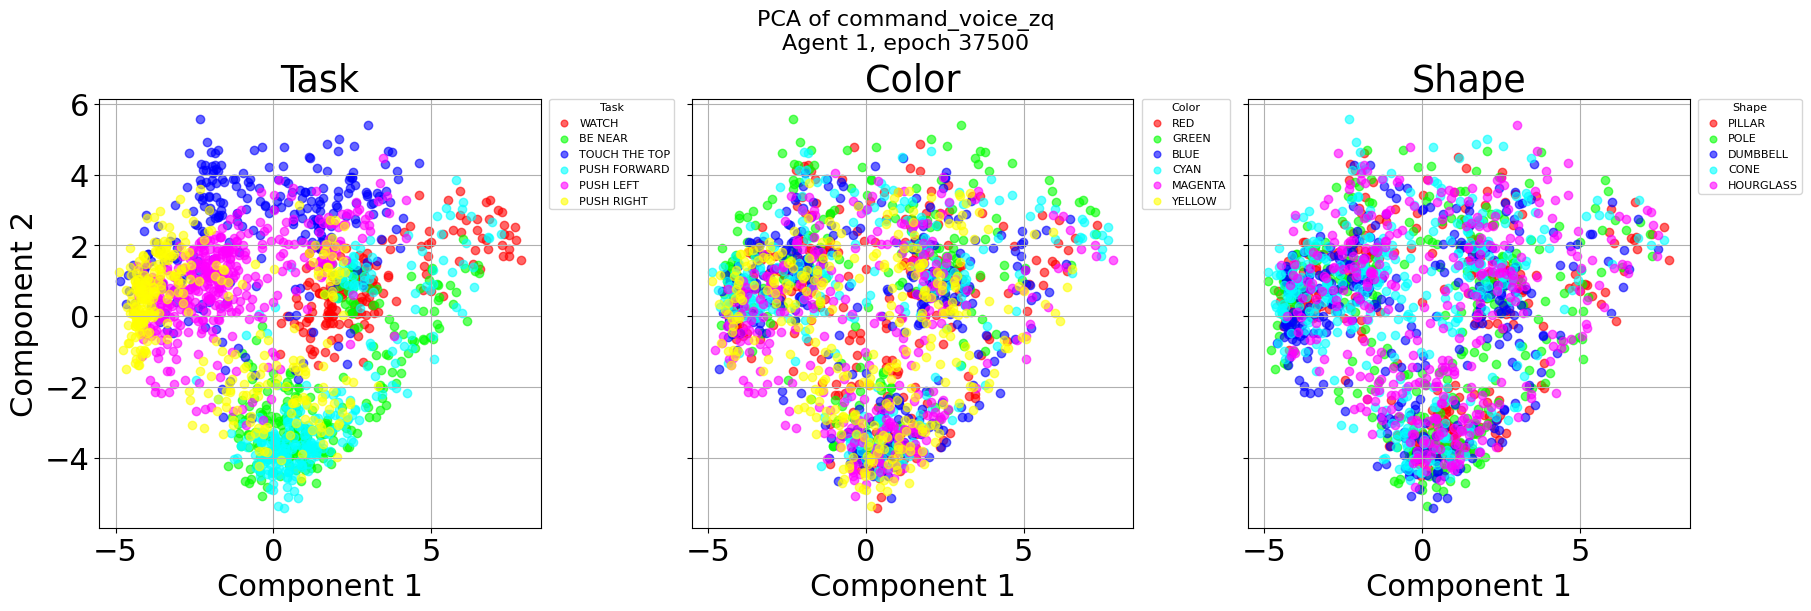 PCA of command_voice_zq
Agent 1, epoch 37500
Task
Color
Shape
Task
WATCH
BE NEAR
TOUCH THE TOP
PUSH FORWARD
PUSH LEFT
PUSH RIGHT
Color
RED
GREEN
BLUE
CYAN
MAGENTA
YELLOW
Shape
PILLAR
POLE
DUMBBELL
CONE
HOURGLASS
Component 2
6
4
2
0
−2
−4
−5 0 5
−5 0 5
−5 0 5
Component 1
Component 1
Component 1